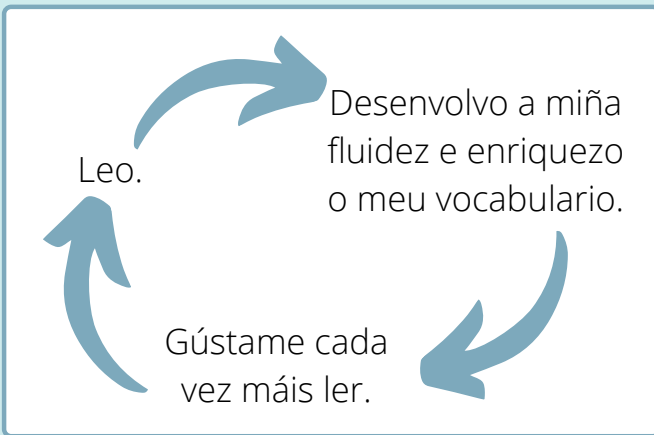 Leo.
Desenvolvo a miña
fluidez e enriquezo
o meu vocabulario.
Gústame cada
vez máis ler.